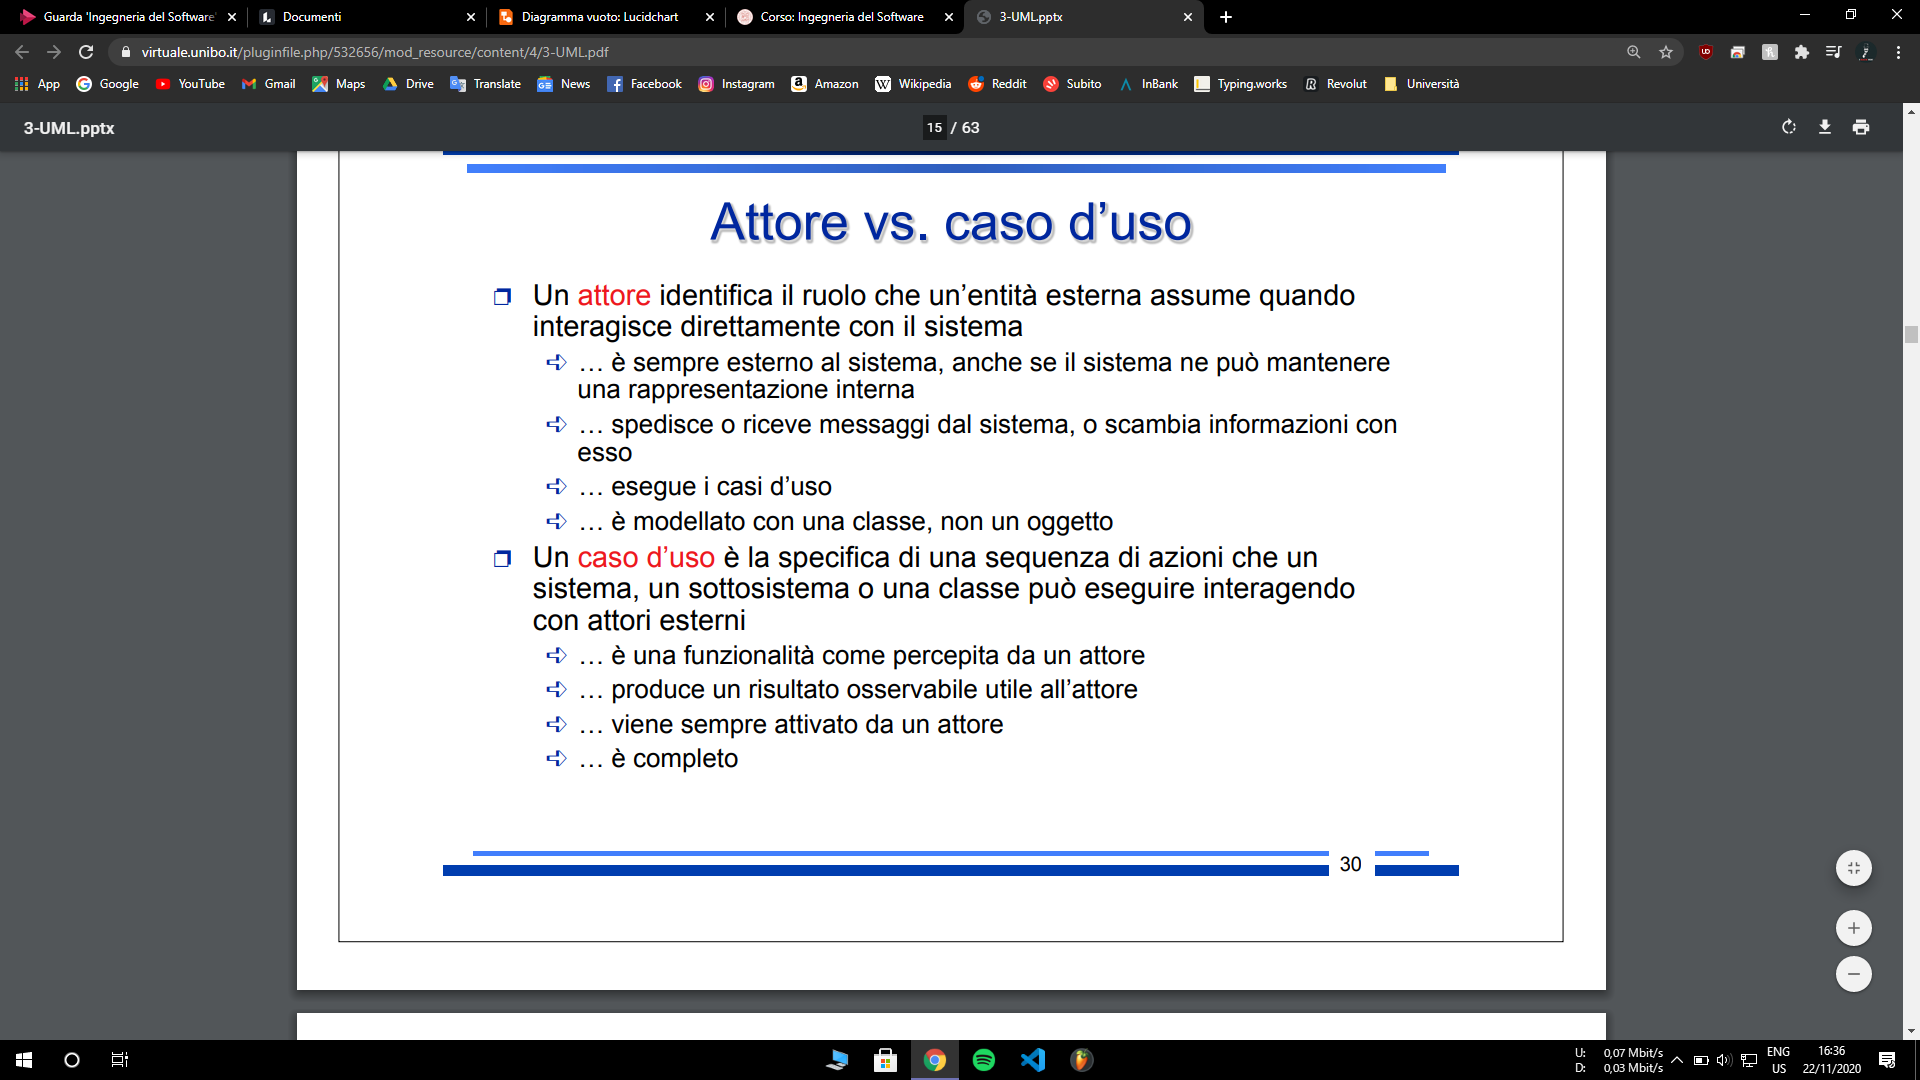 Guarda 'Ingegneria del Software'
Documenti
Diagramma vuoto: Lucidchart
Corso: Ingegneria del Software
3-UML.pptx
virtuale.unibo.it/pluginfile.php/532656/mod_resource/content/4/3-UML.pdf
App
Google
YouTube
Gmail
Maps
Drive
Translate
News
Facebook
Instagram
Amazon
Wikipedia
Reddit
Subito
InBank
Typing.works
Revolut
Università
3-UML.pptx
15 / 63
Attore vs. caso d’uso
Un attore identifica il ruolo che un’entità esterna assume quando
interagisce direttamente con il sistema
… è sempre esterno al sistema, anche se il sistema ne può mantenere
una rappresentazione interna
… spedisce o riceve messaggi dal sistema, o scambia informazioni con
esso
… esegue i casi d’uso
… è modellato con una classe, non un oggetto
Un caso d’uso è la specifica di una sequenza di azioni che un
sistema, un sottosistema o una classe può eseguire interagendo
con attori esterni
… è una funzionalità come percepita da un attore
… produce un risultato osservabile utile all’attore
… viene sempre attivato da un attore
… è completo
30
U: 0,07 Mbit/s
D: 0,03 Mbit/s
ENG
US
16:36
22/11/2020